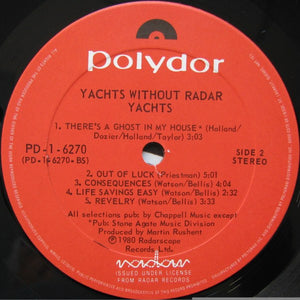 polydor
YACHTS WITHOUT RADAR
YACHTS
1. THERE'S A GHOST IN MY HOUSE* (Holland/
Dozier/Holland/Taylor) 3:03
PD-1-6270
(PD-1-6270-BS)
SIDE 2
STEREO
2. OUT OF LUCK (Priestman) 5:01
3. CONSEQUENCES (Watson/Bellis) 4:04
4. LIFE SAVINGS EASY (Watson/Bellis) 2:32
5. REVELRY (Watson/Bellis) 5:32
All selections pub: by Chappell Music except
*Pub: Stone Agate Music Division
Produced by Martin Rushent
℗ 1980 Radarscope
Records Ltd.
radar
ISSUED UNDER LICENSE
FROM RADAR RECORDS